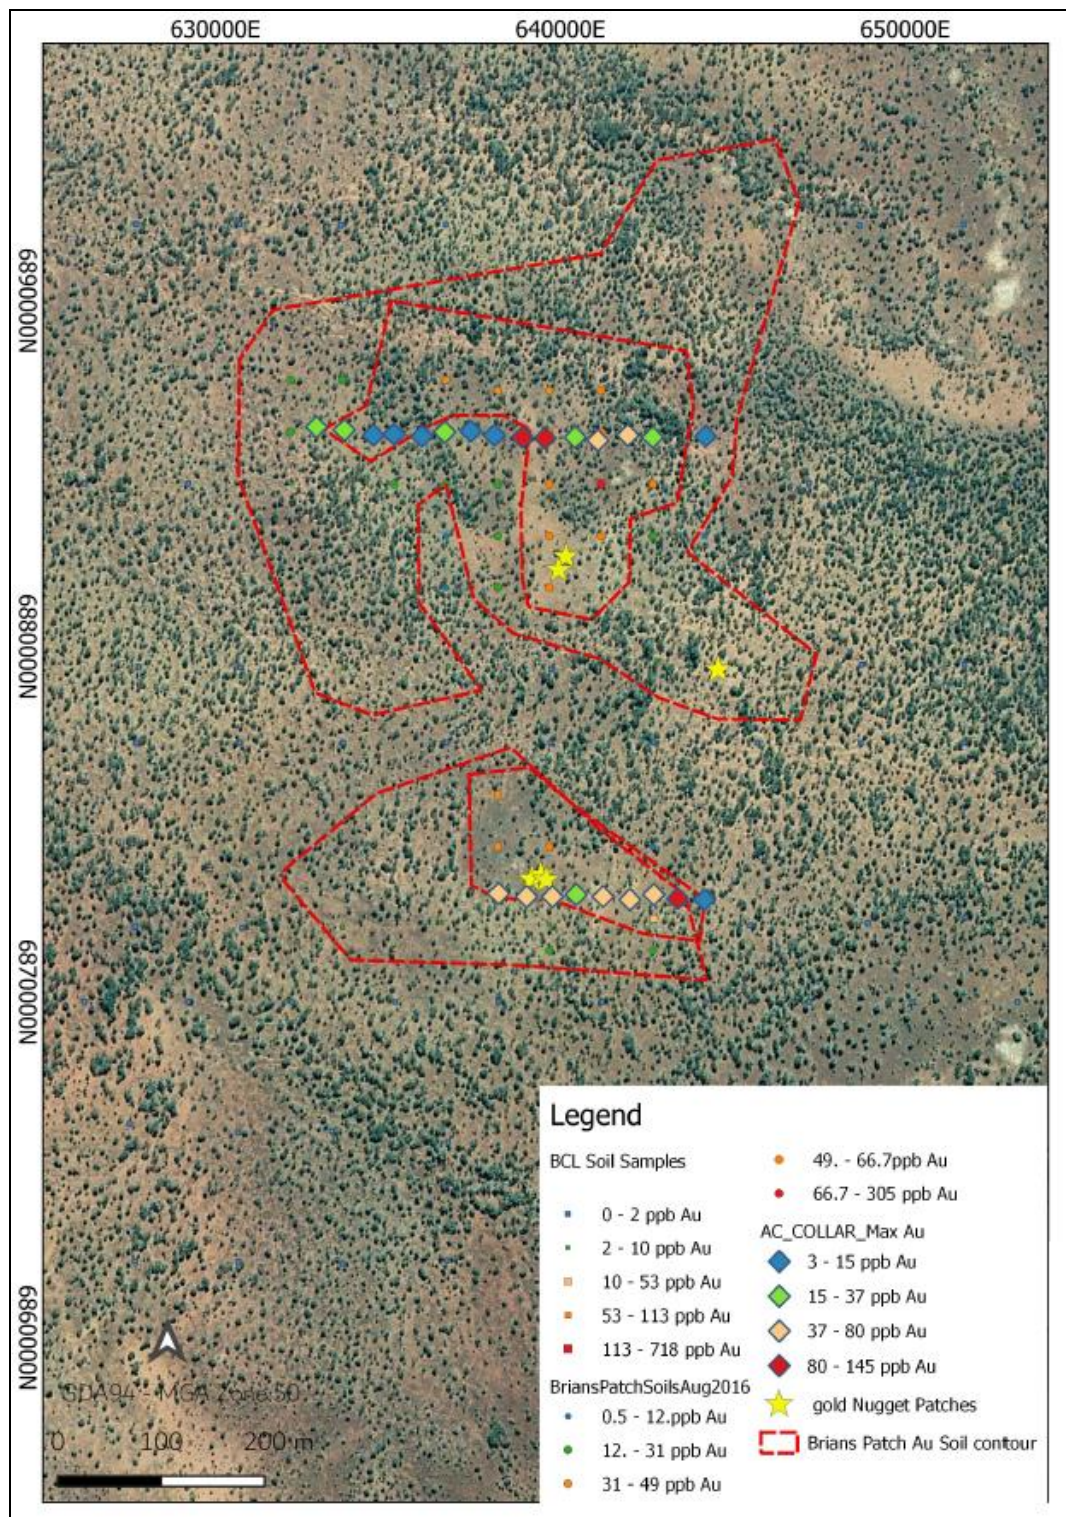 630000E 640000E 650000E
6890000N
6880000N
6870000N
6860000N
GDA94 - MGA Zone 50
0 100 200 m
Legend
BCL Soil Samples
0 - 2 ppb Au
2 - 10 ppb Au
10 - 53 ppb Au
53 - 113 ppb Au
113 - 718 ppb Au
BriansPatchSoilsAug2016
0.5 - 12.ppb Au
12. - 31 ppb Au
31 - 49 ppb Au
49. - 66.7ppb Au
66.7 - 305 ppb Au
AC_COLLAR_Max Au
3 - 15 ppb Au
15 - 37 ppb Au
37 - 80 ppb Au
80 - 145 ppb Au
gold Nugget Patches
Brians Patch Au Soil contour